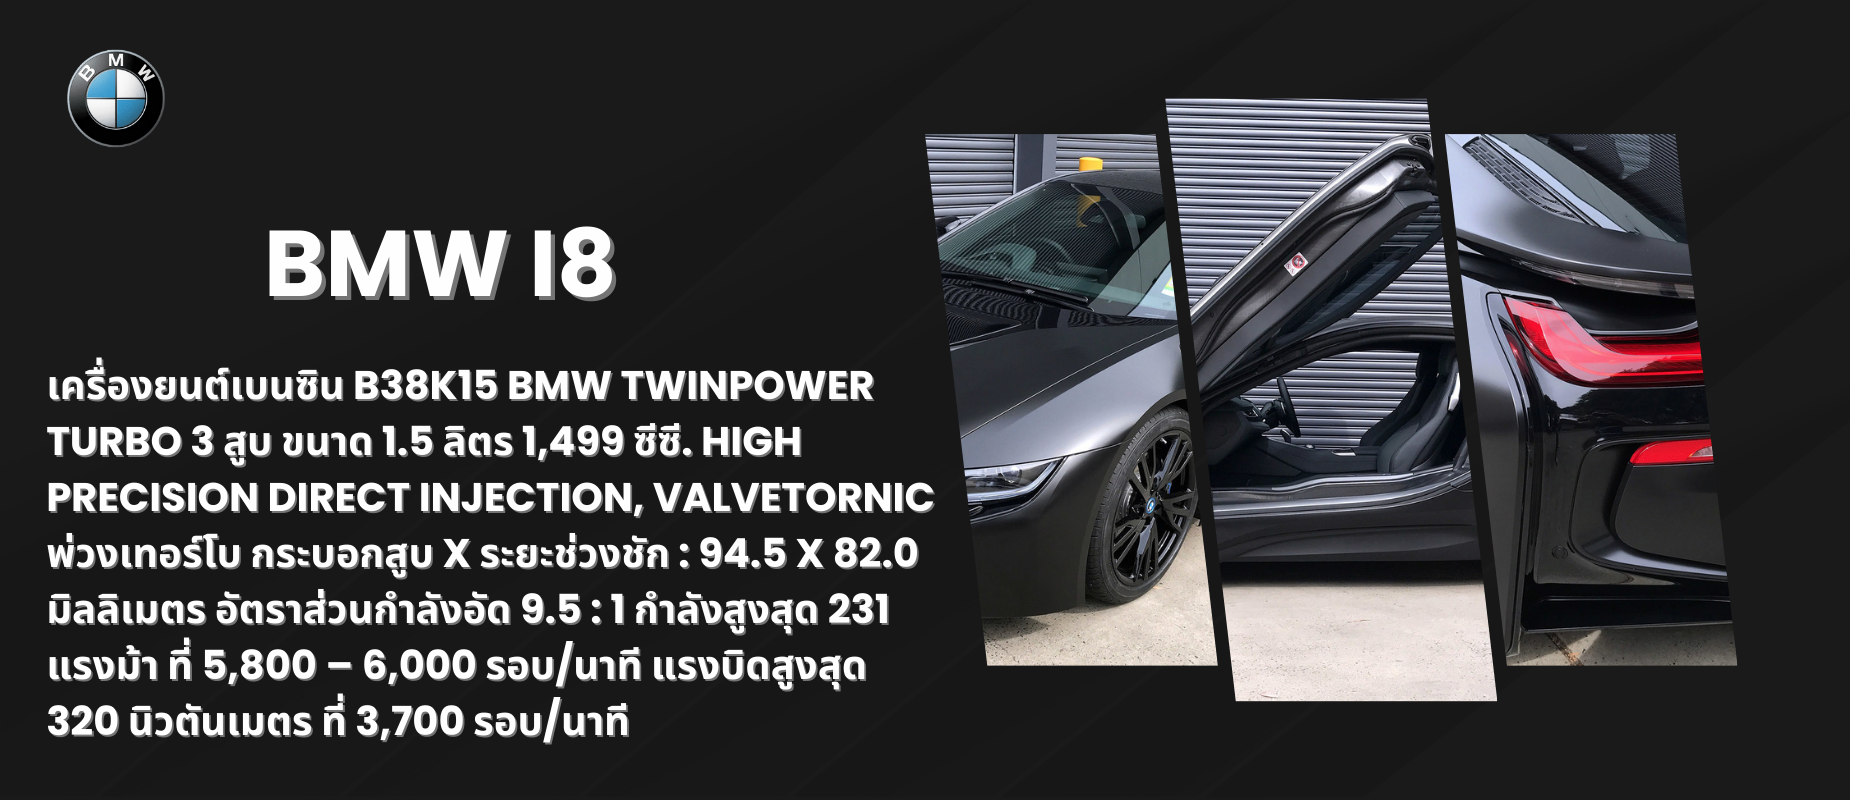 BMW
BMW I8
เครื่องยนต์เบนซิน B38K15 BMW TWINPOWER
TURBO 3 สูบ ขนาด 1.5 ลิตร 1,499 ซีซี. HIGH
PRECISION DIRECT INJECTION, VALVETORNIC
พ่วงเทอร์โบ กระบอกสูบ X ระยะช่วงชัก : 94.5 X 82.0
มิลลิเมตร อัตราส่วนกำลังอัด 9.5 : 1 กำลังสูงสุด 231
แรงม้า ที่ 5,800 – 6,000 รอบ/นาที แรงบิดสูงสุด
320 นิวตันเมตร ที่ 3,700 รอบ/นาที